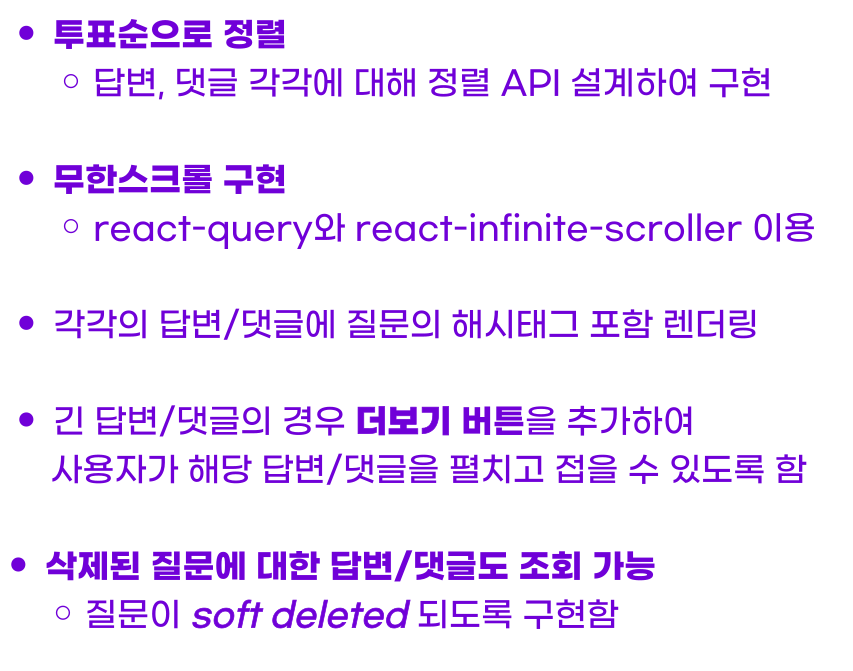 • 투표순으로 정렬
○ 답변, 댓글 각각에 대해 정렬 API 설계하여 구현
• 무한스크롤 구현
○ react-query와 react-infinite-scroller 이용
• 각각의 답변/댓글에 질문의 해시태그 포함 렌더링
• 긴 답변/댓글의 경우 더보기 버튼을 추가하여
사용자가 해당 답변/댓글을 펼치고 접을 수 있도록 함
• 삭제된 질문에 대한 답변/댓글도 조회 가능
○ 질문이 soft deleted 되도록 구현함